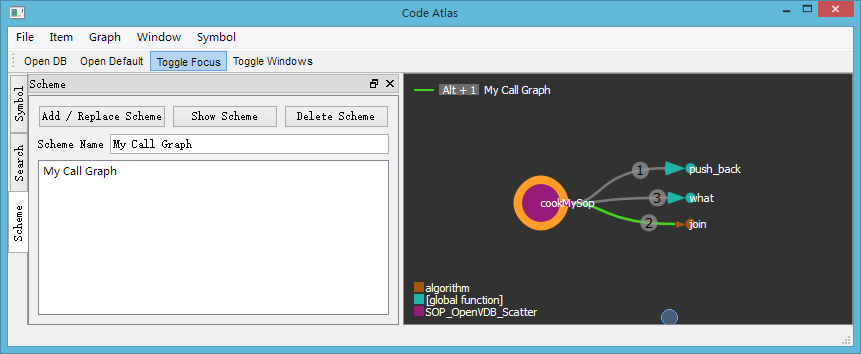 Code Atlas
File Item Graph Window Symbol
Open DB Open Default Toggle Focus Toggle Windows
Scheme
Symbol
Search
Scheme
Add / Replace Scheme Show Scheme Delete Scheme
Scheme Name My Call Graph
My Call Graph
Alt + 1 My Call Graph
1 push_back
cookMySop 3 what
2 join
algorithm
[global function]
SOP_OpenVDB_Scatter